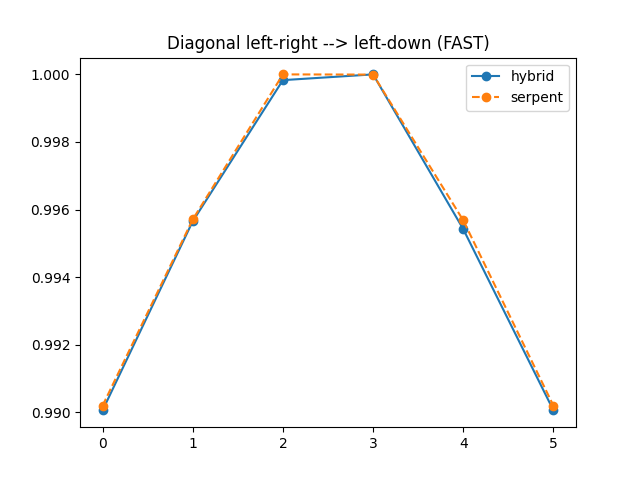 Diagonal left-right --> left-down (FAST)
hybrid
serpent
1.000
0.998
0.996
0.994
0.992
0.990
0 1 2 3 4 5